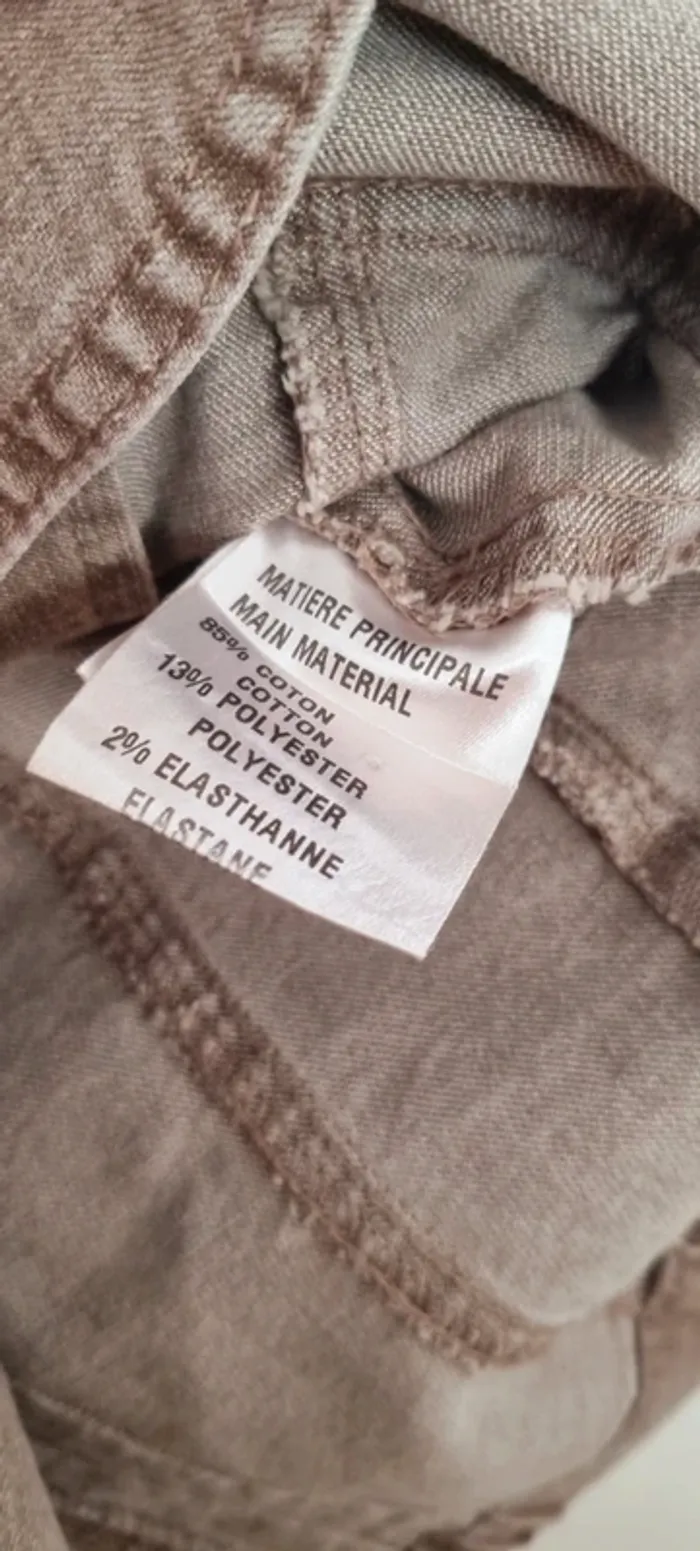 MATIERE PRINCIPALE
MAIN MATERIAL
85% COTON
COTTON
13% POLYESTER
POLYESTER
2% ELASTHANNE
ELASTANE